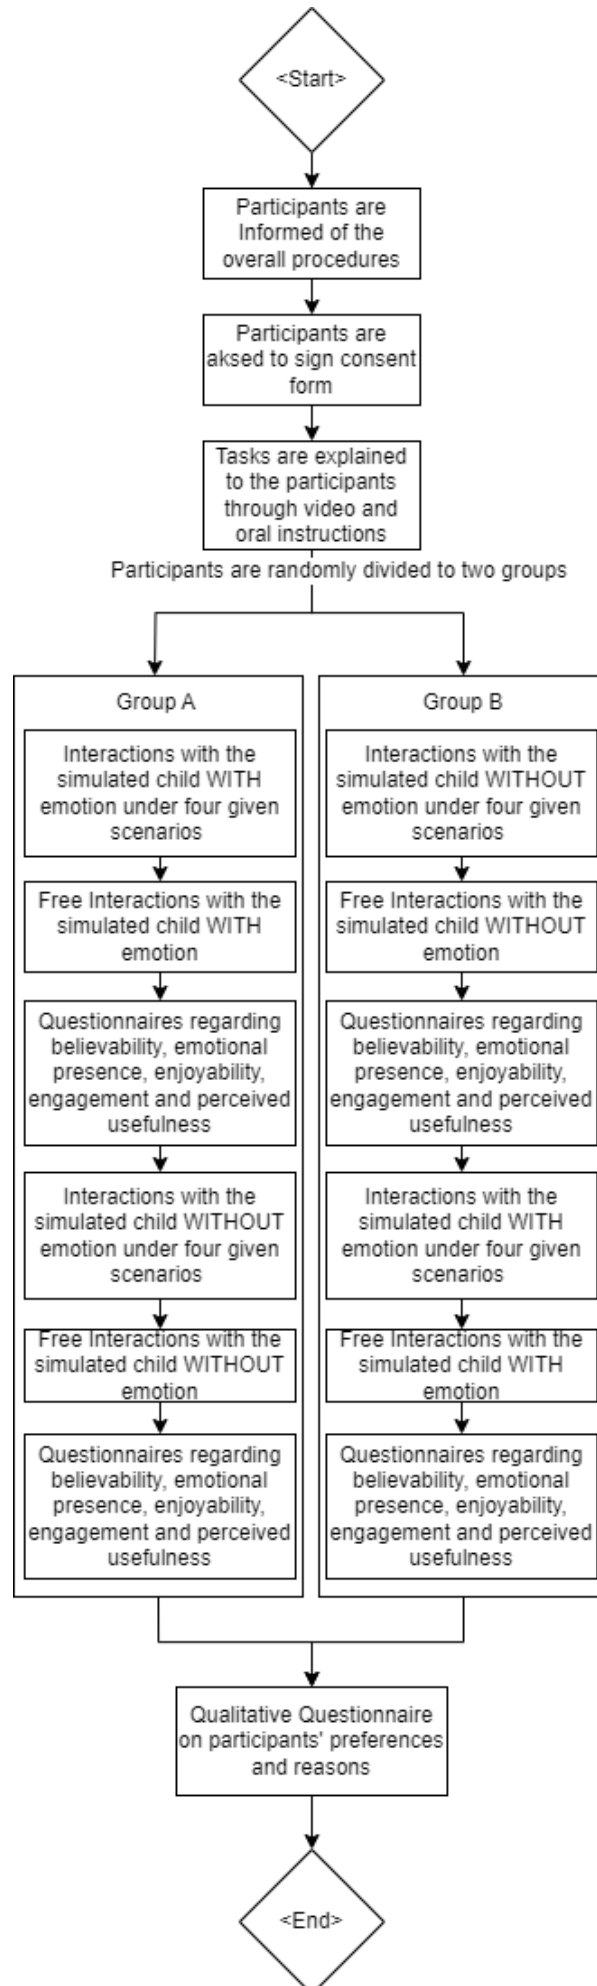 <Start>
Participants are
Informed of the
overall procedures
Participants are
aksed to sign consent
form
Tasks are explained
to the participants
through video and
oral instructions
Participants are randomly divided to two groups
Group A
Interactions with the
simulated child WITH
emotion under four given
scenarios
Free Interactions with the
simulated child WITH
emotion
Questionnaires regarding
believability, emotional
presence, enjoyability,
engagement and perceived
usefulness
Interactions with the
simulated child WITHOUT
emotion under four given
scenarios
Free Interactions with the
simulated child WITHOUT
emotion
Questionnaires regarding
believability, emotional
presence, enjoyability,
engagement and perceived
usefulness
Group B
Interactions with the
simulated child WITHOUT
emotion under four given
scenarios
Free Interactions with the
simulated child WITHOUT
emotion
Questionnaires regarding
believability, emotional
presence, enjoyability,
engagement and perceived
usefulness
Interactions with the
simulated child WITH
emotion under four given
scenarios
Free Interactions with the
simulated child WITH
emotion
Questionnaires regarding
believability, emotional
presence, enjoyability,
engagement and perceived
usefulness
Qualitative Questionnaire
on participants' preferences
and reasons
<End>